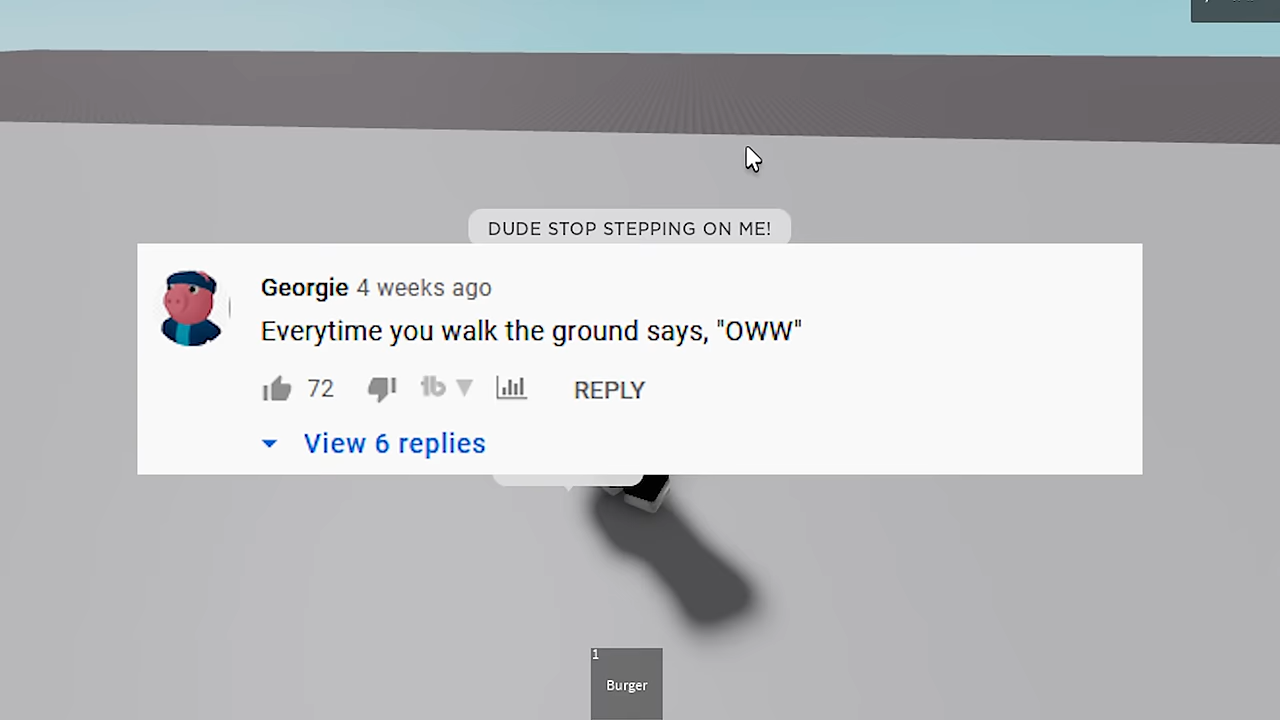 DUDE STOP STEPPING ON ME!
Georgie 4 weeks ago
Everytime you walk the ground says, "OWW"
72
REPLY
View 6 replies
1
Burger